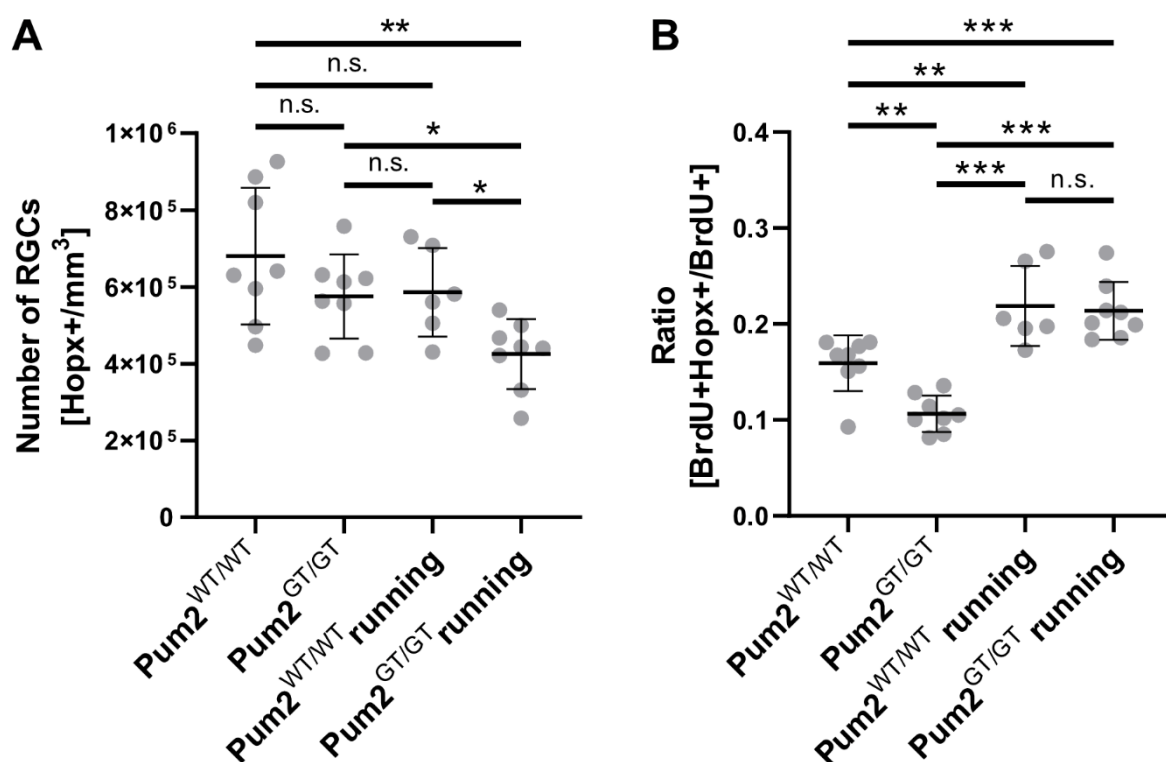 A
**
n.s.
n.s.
*
n.s.
*
Number of RGCs
[Hopx+/mm³]
1×10⁶
8×10⁵
6×10⁵
4×10⁵
2×10⁵
0
Pum2^WT/WT
Pum2^GT/GT
Pum2^WT/WT running
Pum2^GT/GT running
B
***
**
**
***
***
n.s.
Ratio
[BrdU+Hopx+/BrdU+]
0.4
0.3
0.2
0.1
0.0
Pum2^WT/WT
Pum2^GT/GT
Pum2^WT/WT running
Pum2^GT/GT running